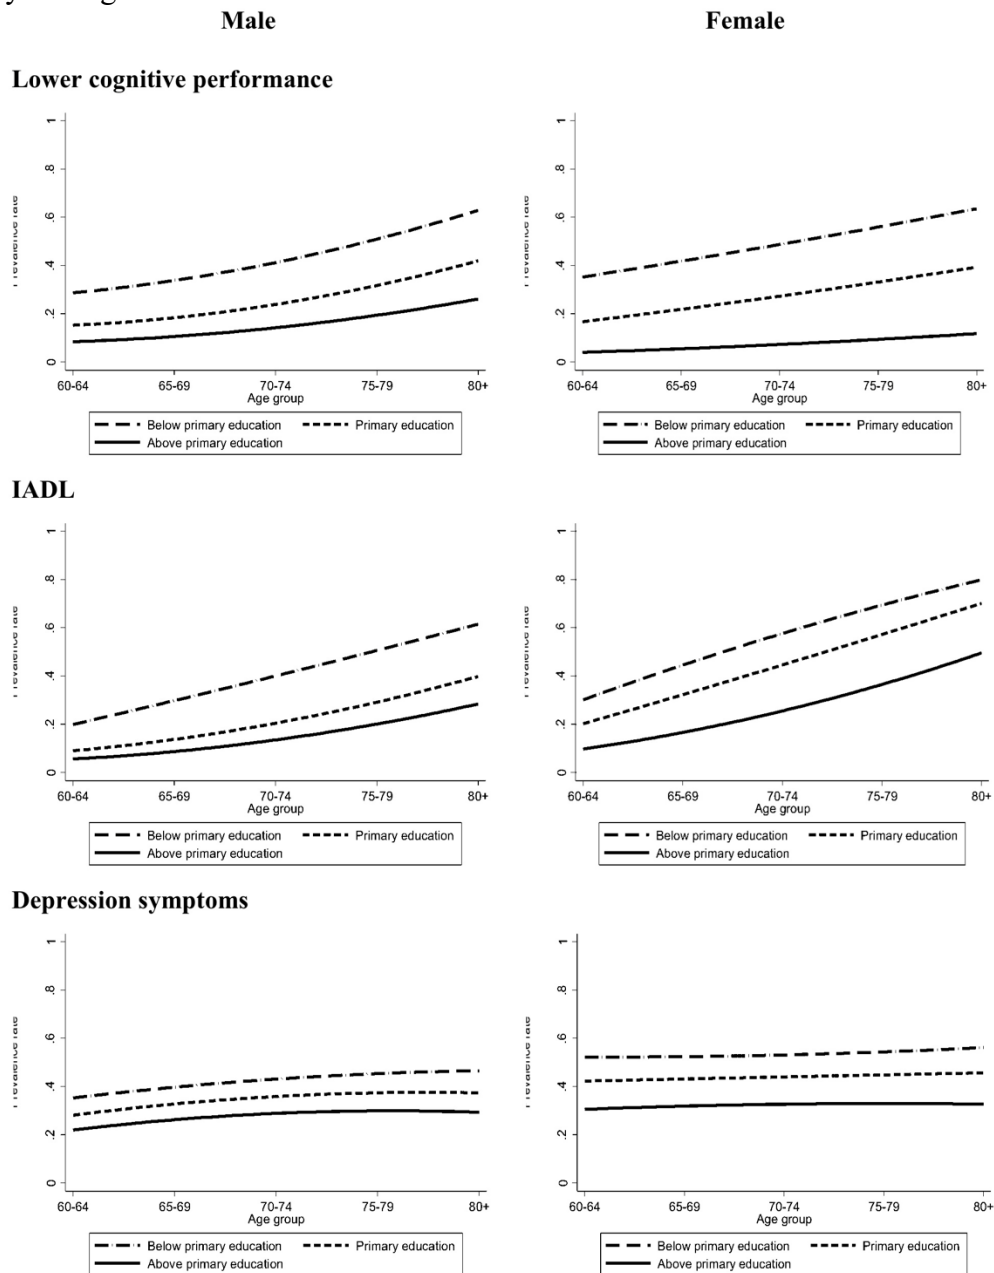 Male Female
Lower cognitive performance
1 1
.8 .8
.6 .6
.4 .4
.2 .2
0 0
60-64 65-69 70-74 75-79 80+ 60-64 65-69 70-74 75-79 80+
Age group Age group
Below primary education Primary education Below primary education Primary education
Above primary education Above primary education
IADL
1 1
.8 .8
.6 .6
.4 .4
.2 .2
0 0
60-64 65-69 70-74 75-79 80+ 60-64 65-69 70-74 75-79 80+
Age group Age group
Below primary education Primary education Below primary education Primary education
Above primary education Above primary education
Depression symptoms
1 1
.8 .8
.6 .6
.4 .4
.2 .2
0 0
60-64 65-69 70-74 75-79 80+ 60-64 65-69 70-74 75-79 80+
Age group Age group
Below primary education Primary education Below primary education Primary education
Above primary education Above primary education